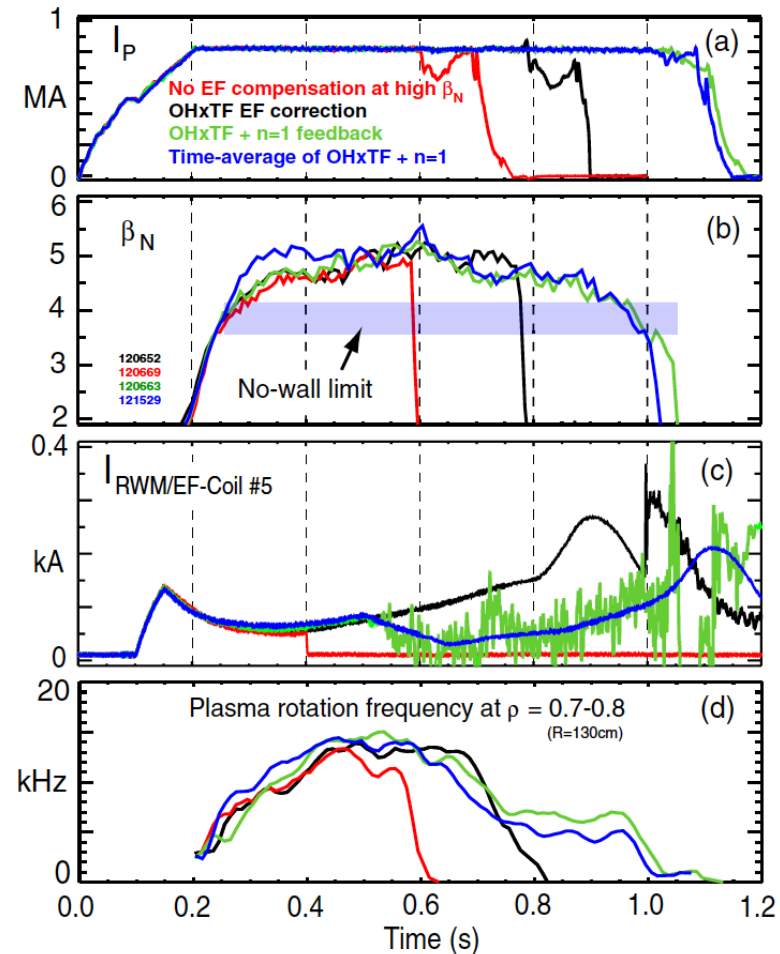 1
I_P
(a)
MA
No EF compensation at high β_N
OHxTF EF correction
OHxTF + n=1 feedback
Time-average of OHxTF + n=1
0
6
β_N
(b)
5
4
120652
120669
120663
121529
3
No-wall limit
2
0.4
I_RWM/EF-Coil #5
(c)
kA
0
20
Plasma rotation frequency at ρ = 0.7-0.8
(d)
(R=130cm)
kHz
0
0.0 0.2 0.4 0.6 0.8 1.0 1.2
Time (s)